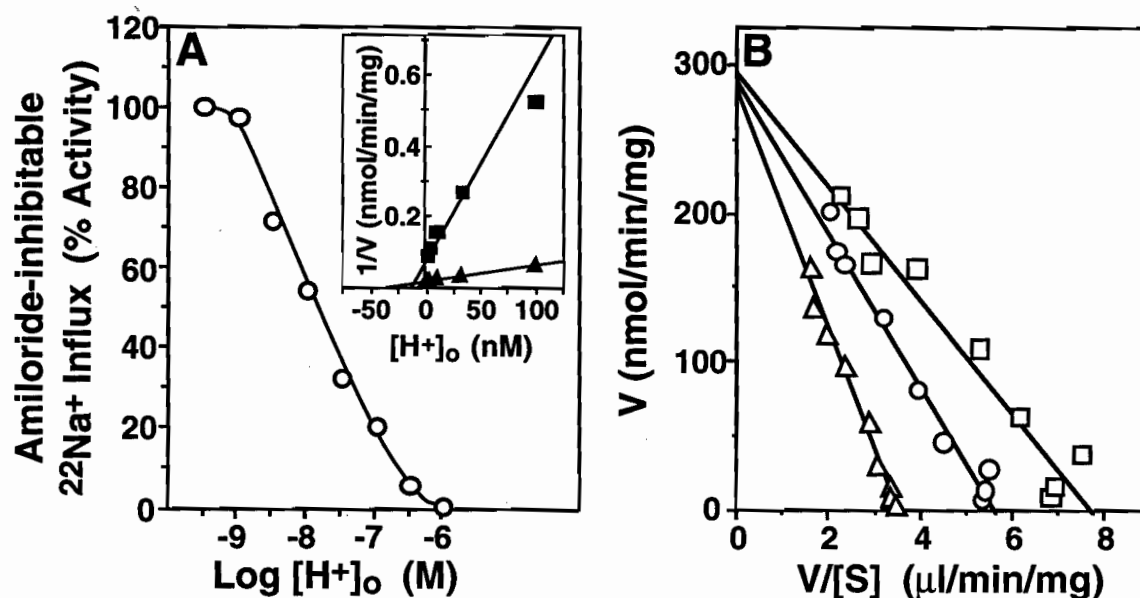 A
B
Amiloride-inhibitable
²²Na⁺ Influx (% Activity)
120
100
80
60
40
20
0
-9 -8 -7 -6
Log [H⁺]ₒ (M)
1/V (nmol/min/mg)
0.6
0.4
0.2
-50 0 50 100
[H⁺]ₒ (nM)
V (nmol/min/mg)
300
200
100
0
0 2 4 6 8
V/[S] (µl/min/mg)